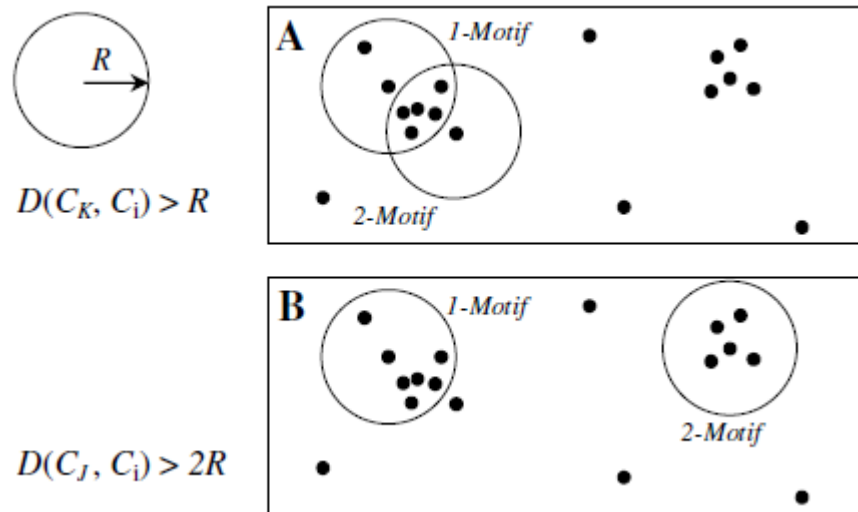 R
D(C_K, C_i) > R
A
1-Motif
2-Motif
D(C_J, C_i) > 2R
B
1-Motif
2-Motif